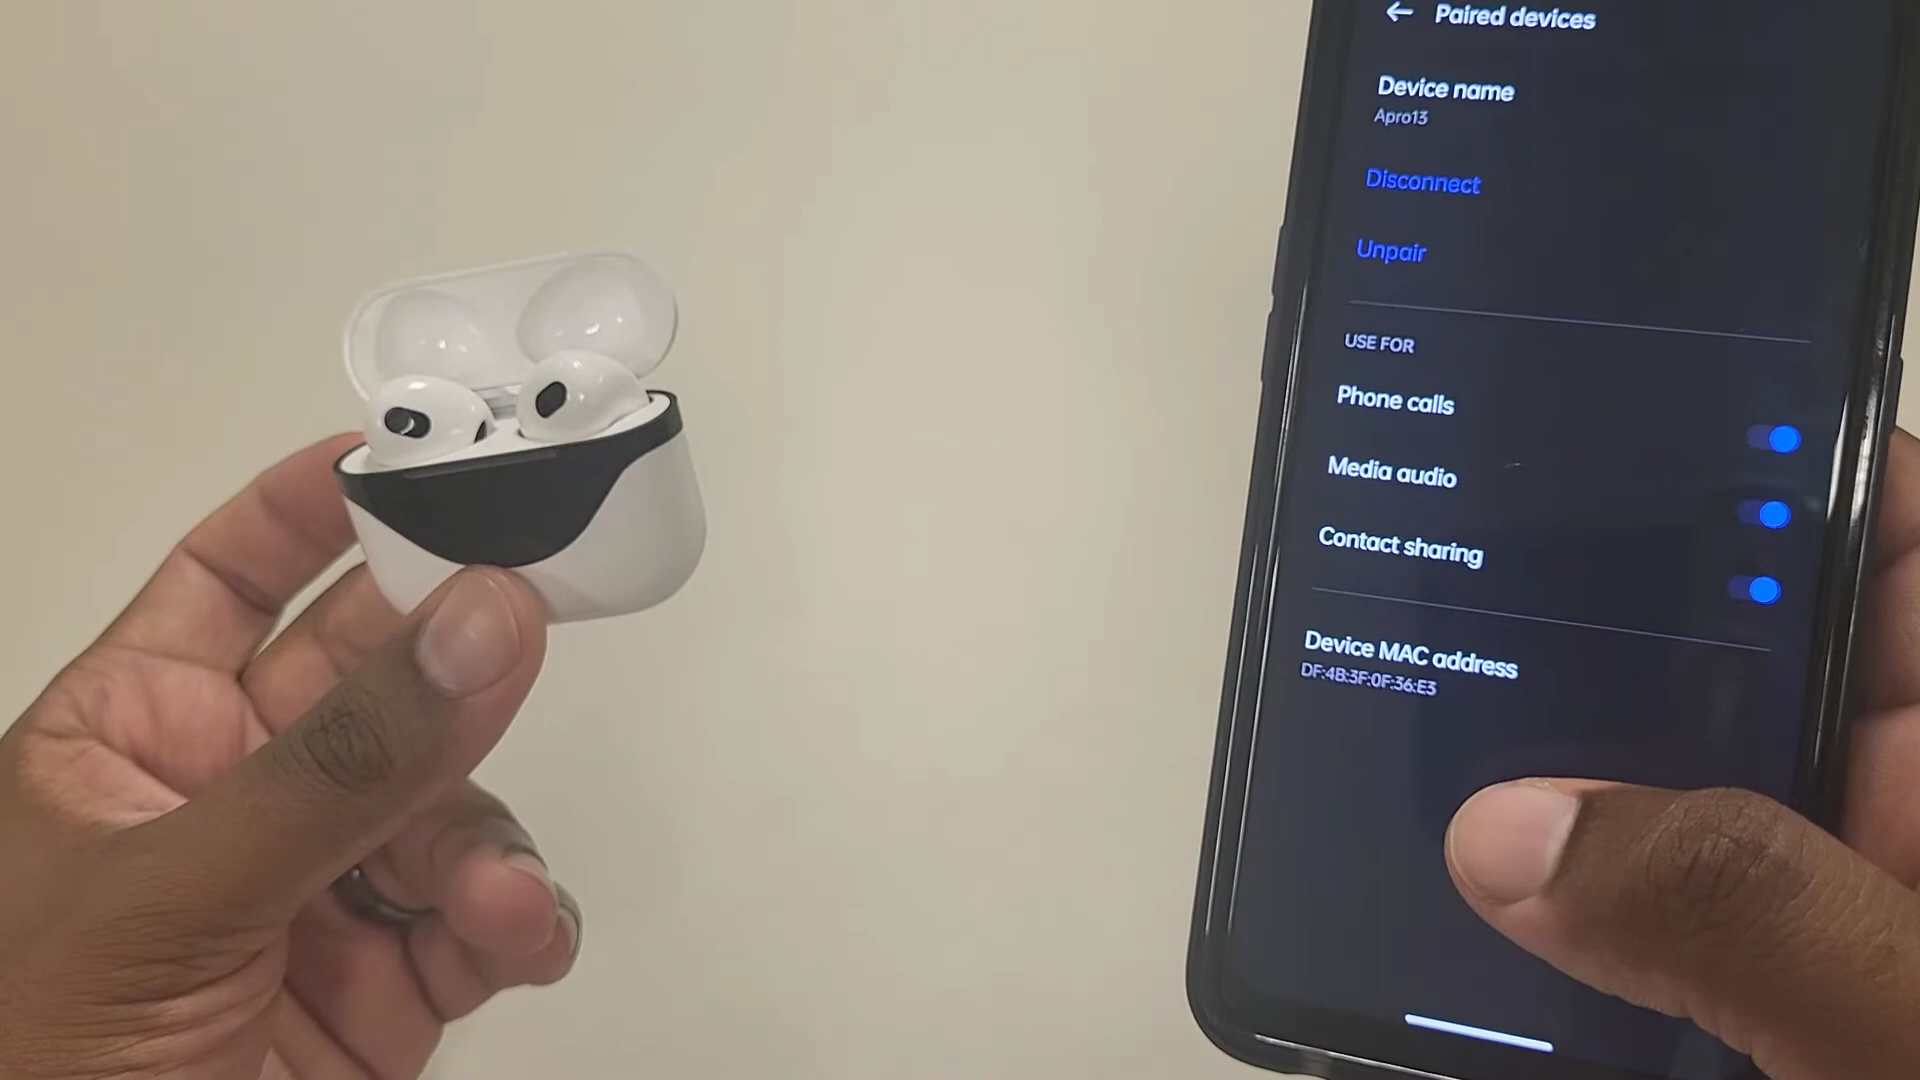 Paired devices
Device name
Apro13
Disconnect
Unpair
USE FOR
Phone calls
Media audio
Contact sharing
Device MAC address
DF:4B:3F:0F:36:E3